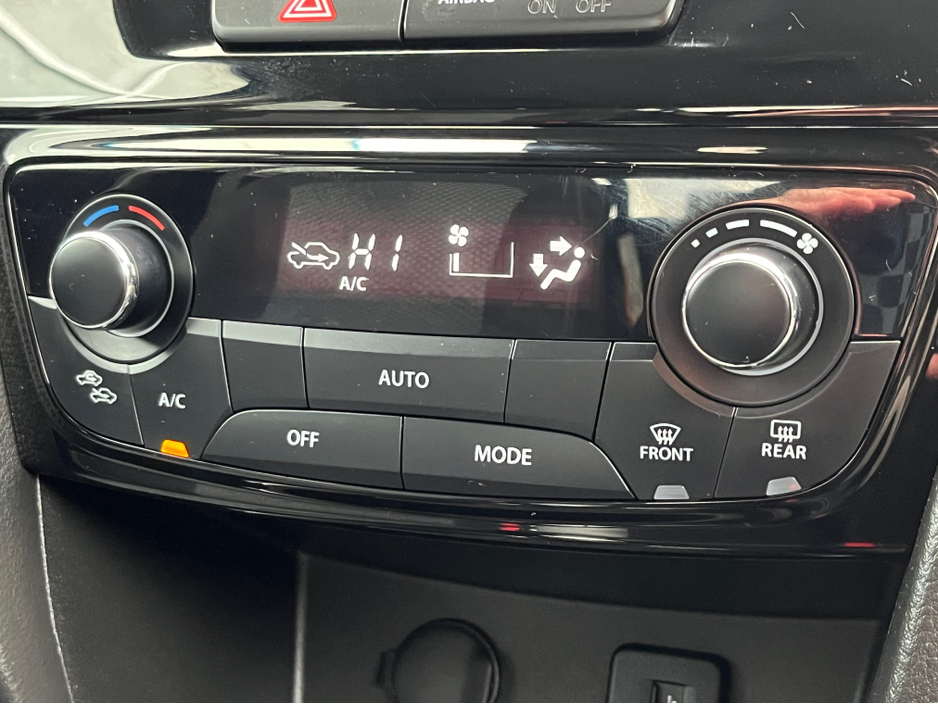 AIRBAG
ON OFF
HI
A/C
AUTO
A/C
OFF
MODE
FRONT
REAR